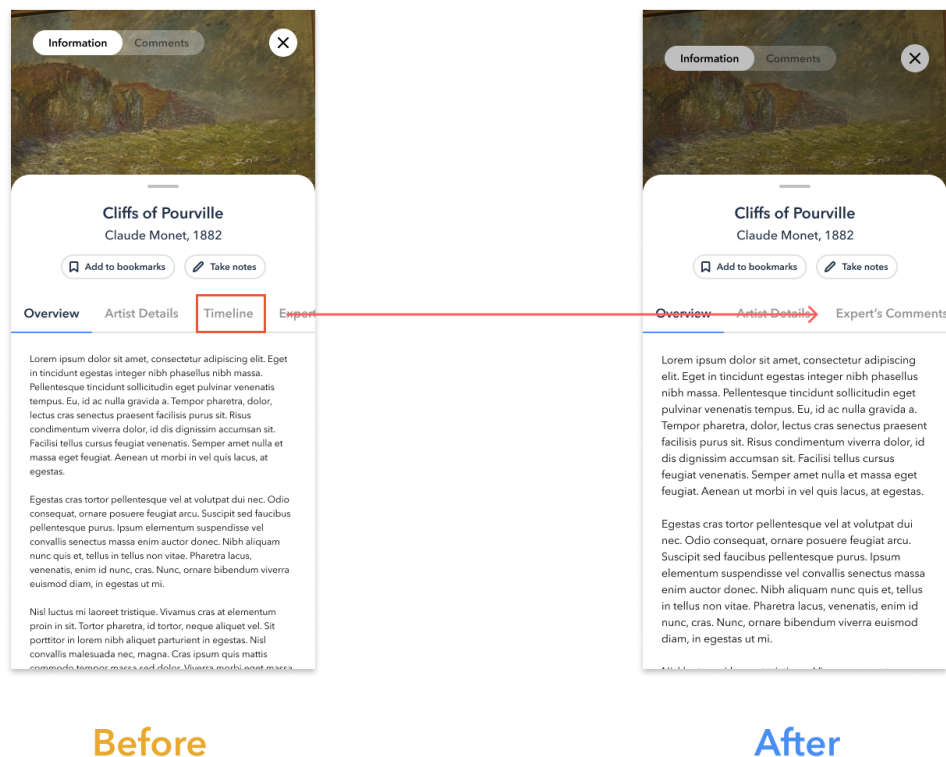 Information Comments
Cliffs of Pourville
Claude Monet, 1882
Add to bookmarks Take notes
Overview Artist Details Timeline Expert
Lorem ipsum dolor sit amet, consectetur adipiscing elit. Eget
in tincidunt egestas integer nibh phasellus nibh massa.
Pellentesque tincidunt sollicitudin eget pulvinar venenatis
tempus. Eu, id ac nulla gravida a. Tempor pharetra, dolor,
lectus cras senectus praesent facilisis purus sit. Risus
condimentum viverra dolor, id dis dignissim accumsan sit.
Facilisi tellus cursus feugiat venenatis. Semper amet nulla et
massa eget feugiat. Aenean ut morbi in vel quis lacus, at
egestas.
Egestas cras tortor pellentesque vel at volutpat dui nec. Odio
consequat, ornare posuere feugiat arcu. Suscipit sed faucibus
pellentesque purus. Ipsum elementum suspendisse vel
convallis senectus massa enim auctor donec. Nibh aliquam
nunc quis et, tellus in tellus non vitae. Pharetra lacus,
venenatis, enim id nunc, cras. Nunc, ornare bibendum viverra
euismod diam, in egestas ut mi.
Nisl luctus mi laoreet tristique. Vivamus cras at elementum
proin in sit. Tortor pharetra, id tortor, neque aliquet vel. Sit
porttitor in lorem nibh aliquet parturient in egestas. Nisl
convallis malesuada nec, magna. Cras ipsum quis mattis
commodo tempor massa sed dolor. Viverra morbi eget massa
Before
Information Comments
Cliffs of Pourville
Claude Monet, 1882
Add to bookmarks Take notes
Overview Artist Details Expert's Comments
Lorem ipsum dolor sit amet, consectetur adipiscing
elit. Eget in tincidunt egestas integer nibh phasellus
nibh massa. Pellentesque tincidunt sollicitudin eget
pulvinar venenatis tempus. Eu, id ac nulla gravida a.
Tempor pharetra, dolor, lectus cras senectus praesent
facilisis purus sit. Risus condimentum viverra dolor, id
dis dignissim accumsan sit. Facilisi tellus cursus
feugiat venenatis. Semper amet nulla et massa eget
feugiat. Aenean ut morbi in vel quis lacus, at egestas.
Egestas cras tortor pellentesque vel at volutpat dui
nec. Odio consequat, ornare posuere feugiat arcu.
Suscipit sed faucibus pellentesque purus. Ipsum
elementum suspendisse vel convallis senectus massa
enim auctor donec. Nibh aliquam nunc quis et, tellus
in tellus non vitae. Pharetra lacus, venenatis, enim id
nunc, cras. Nunc, ornare bibendum viverra euismod
diam, in egestas ut mi.
After